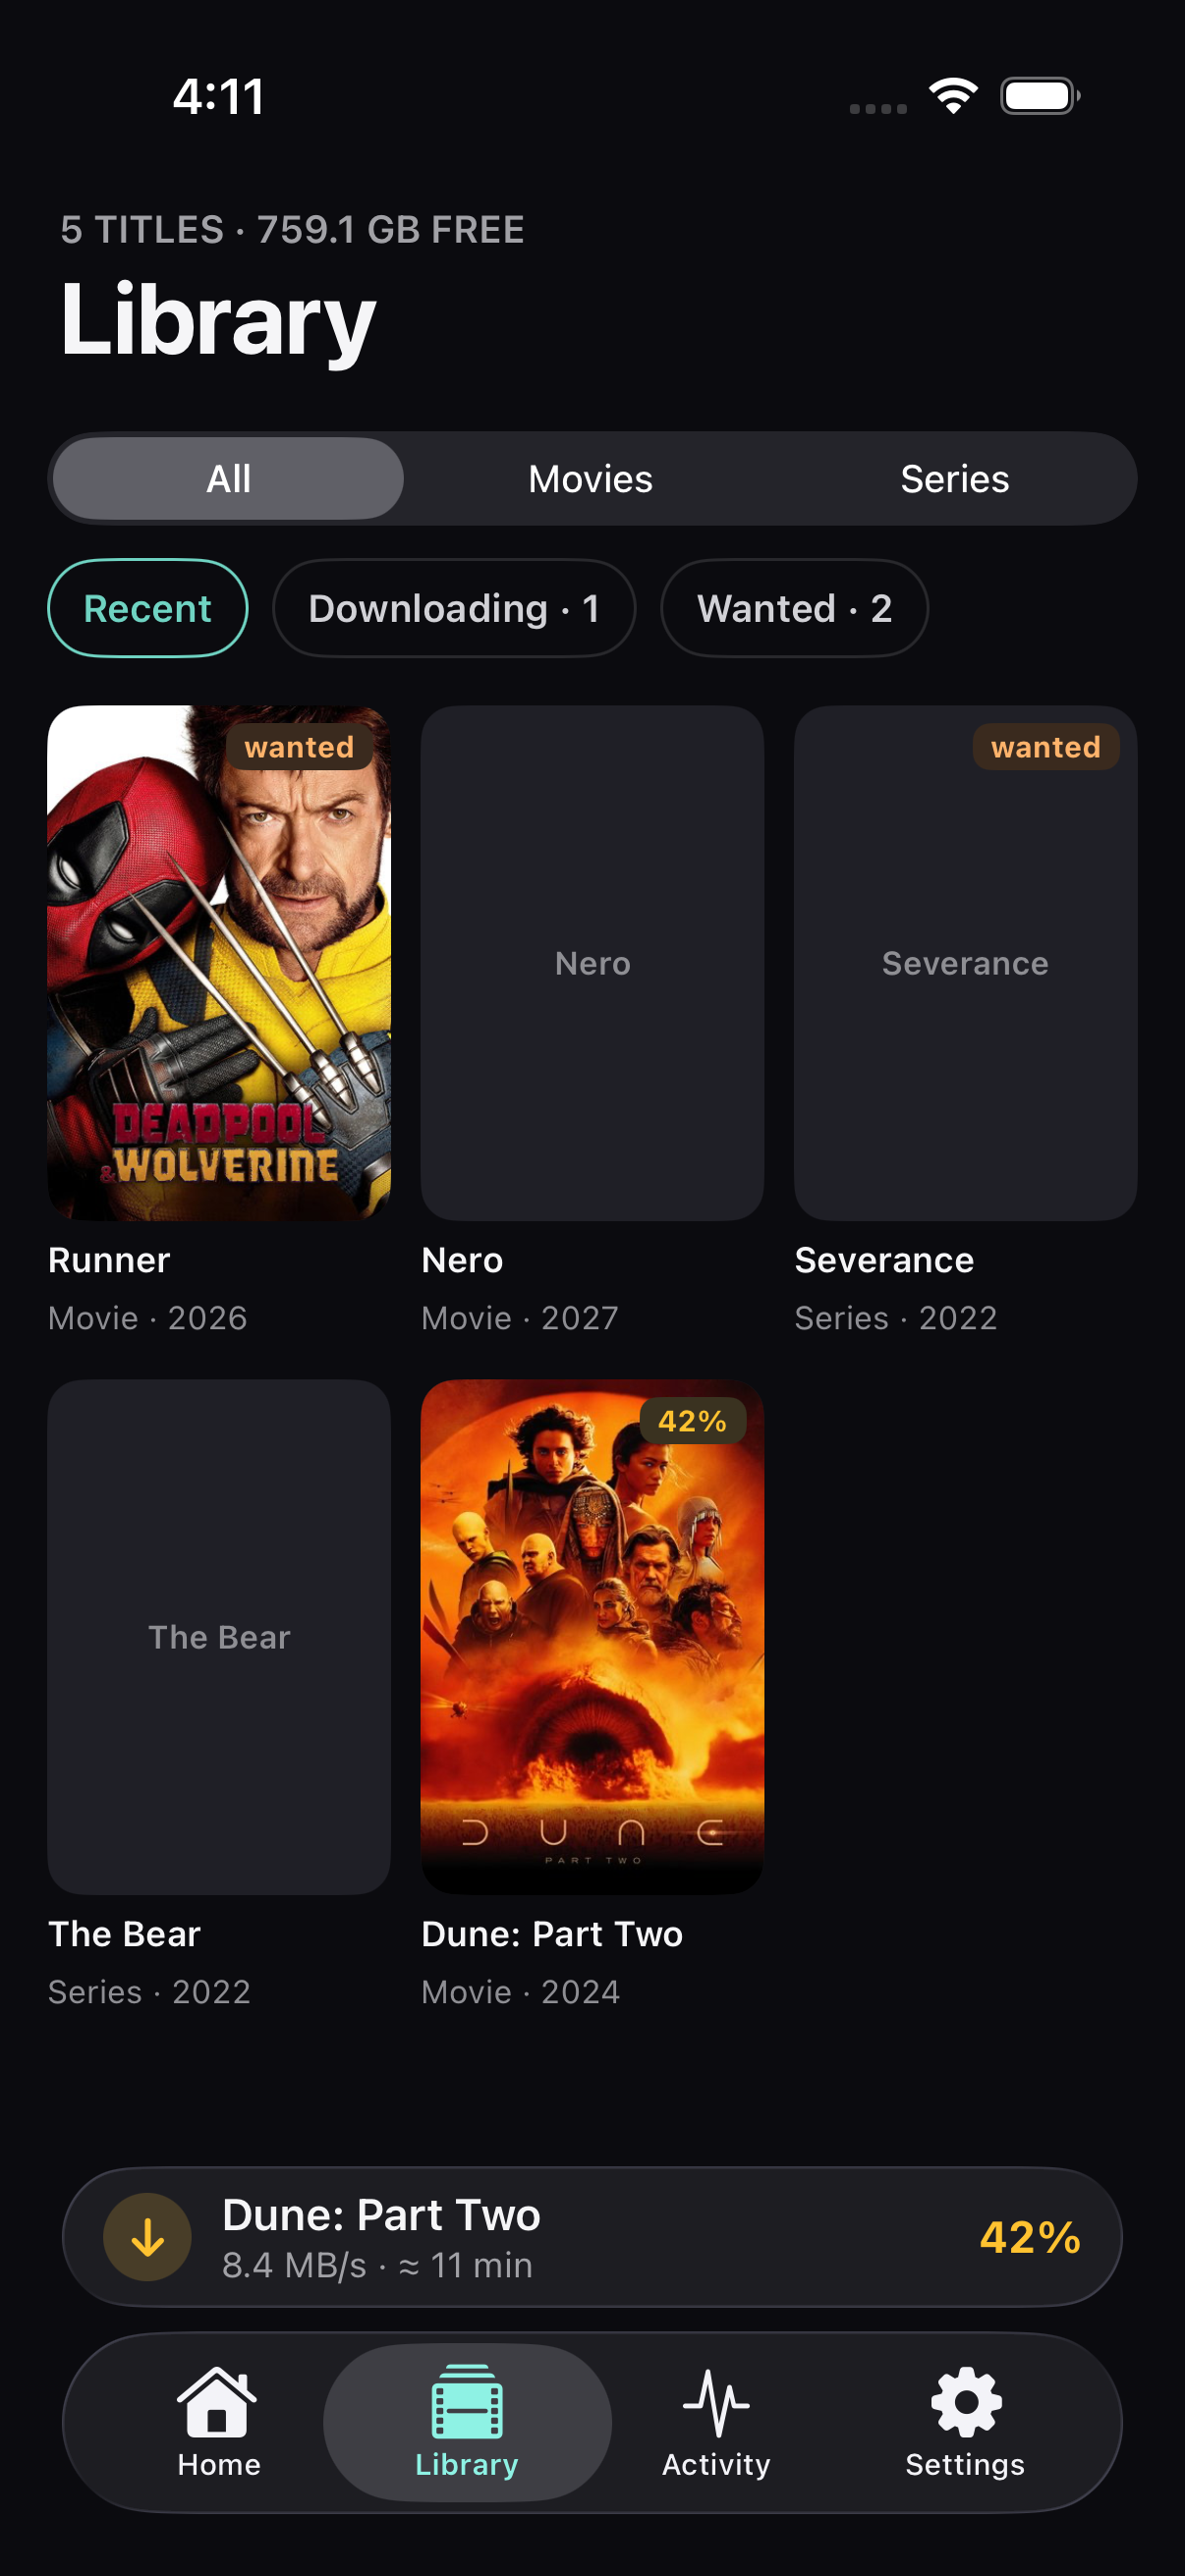 4:11
5 TITLES · 759.1 GB FREE
Library
All Movies Series
Recent Downloading · 1 Wanted · 2
wanted
DEADPOOL
&WOLVERINE
Nero
wanted
Severance
Runner
Movie · 2026
Nero
Movie · 2027
Severance
Series · 2022
The Bear
42%
DUNE
PART TWO
The Bear
Series · 2022
Dune: Part Two
Movie · 2024
Dune: Part Two
8.4 MB/s · ≈ 11 min
42%
Home Library Activity Settings